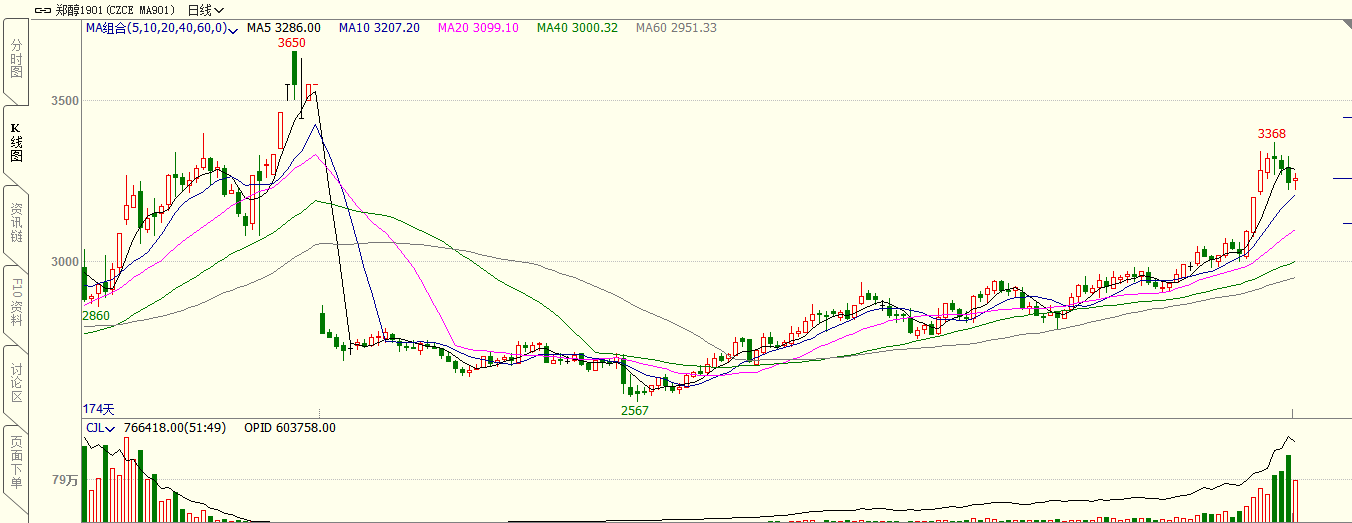 郑醇1901(CZCE MA901) 日线
MA组合(5,10,20,40,60,0) MA5 3286.00 MA10 3207.20 MA20 3099.10 MA40 3000.32 MA60 2951.33
3650
3500
3368
3000
2860
2567
174天
CJL 766418.00(51:49) OPID 603758.00
79万
分时图
K线图
资讯链
F10资料
讨论区
页面下单